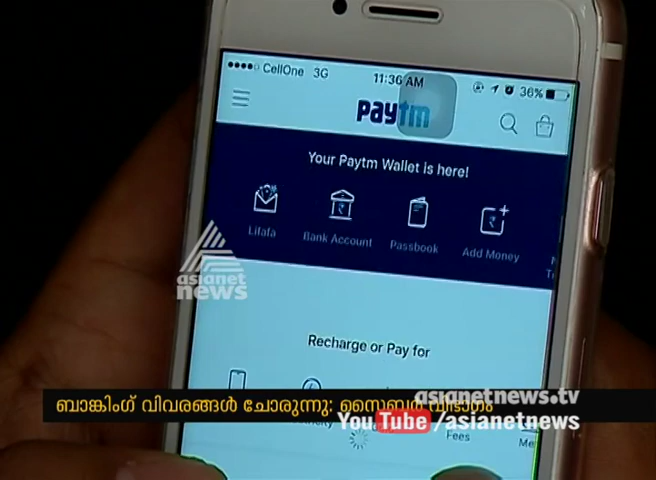 CellOne 3G 11:36 AM 36%
paytm
Your Paytm Wallet is here!
Lifafa Bank Account Passbook Add Money
Recharge or Pay for
Fees
asianet
news
ബാങ്കിംഗ് വിവരങ്ങൾ ചോരുന്നു: സൈബർ വിഭാഗം
asianetnews.tv
YouTube /asianetnews